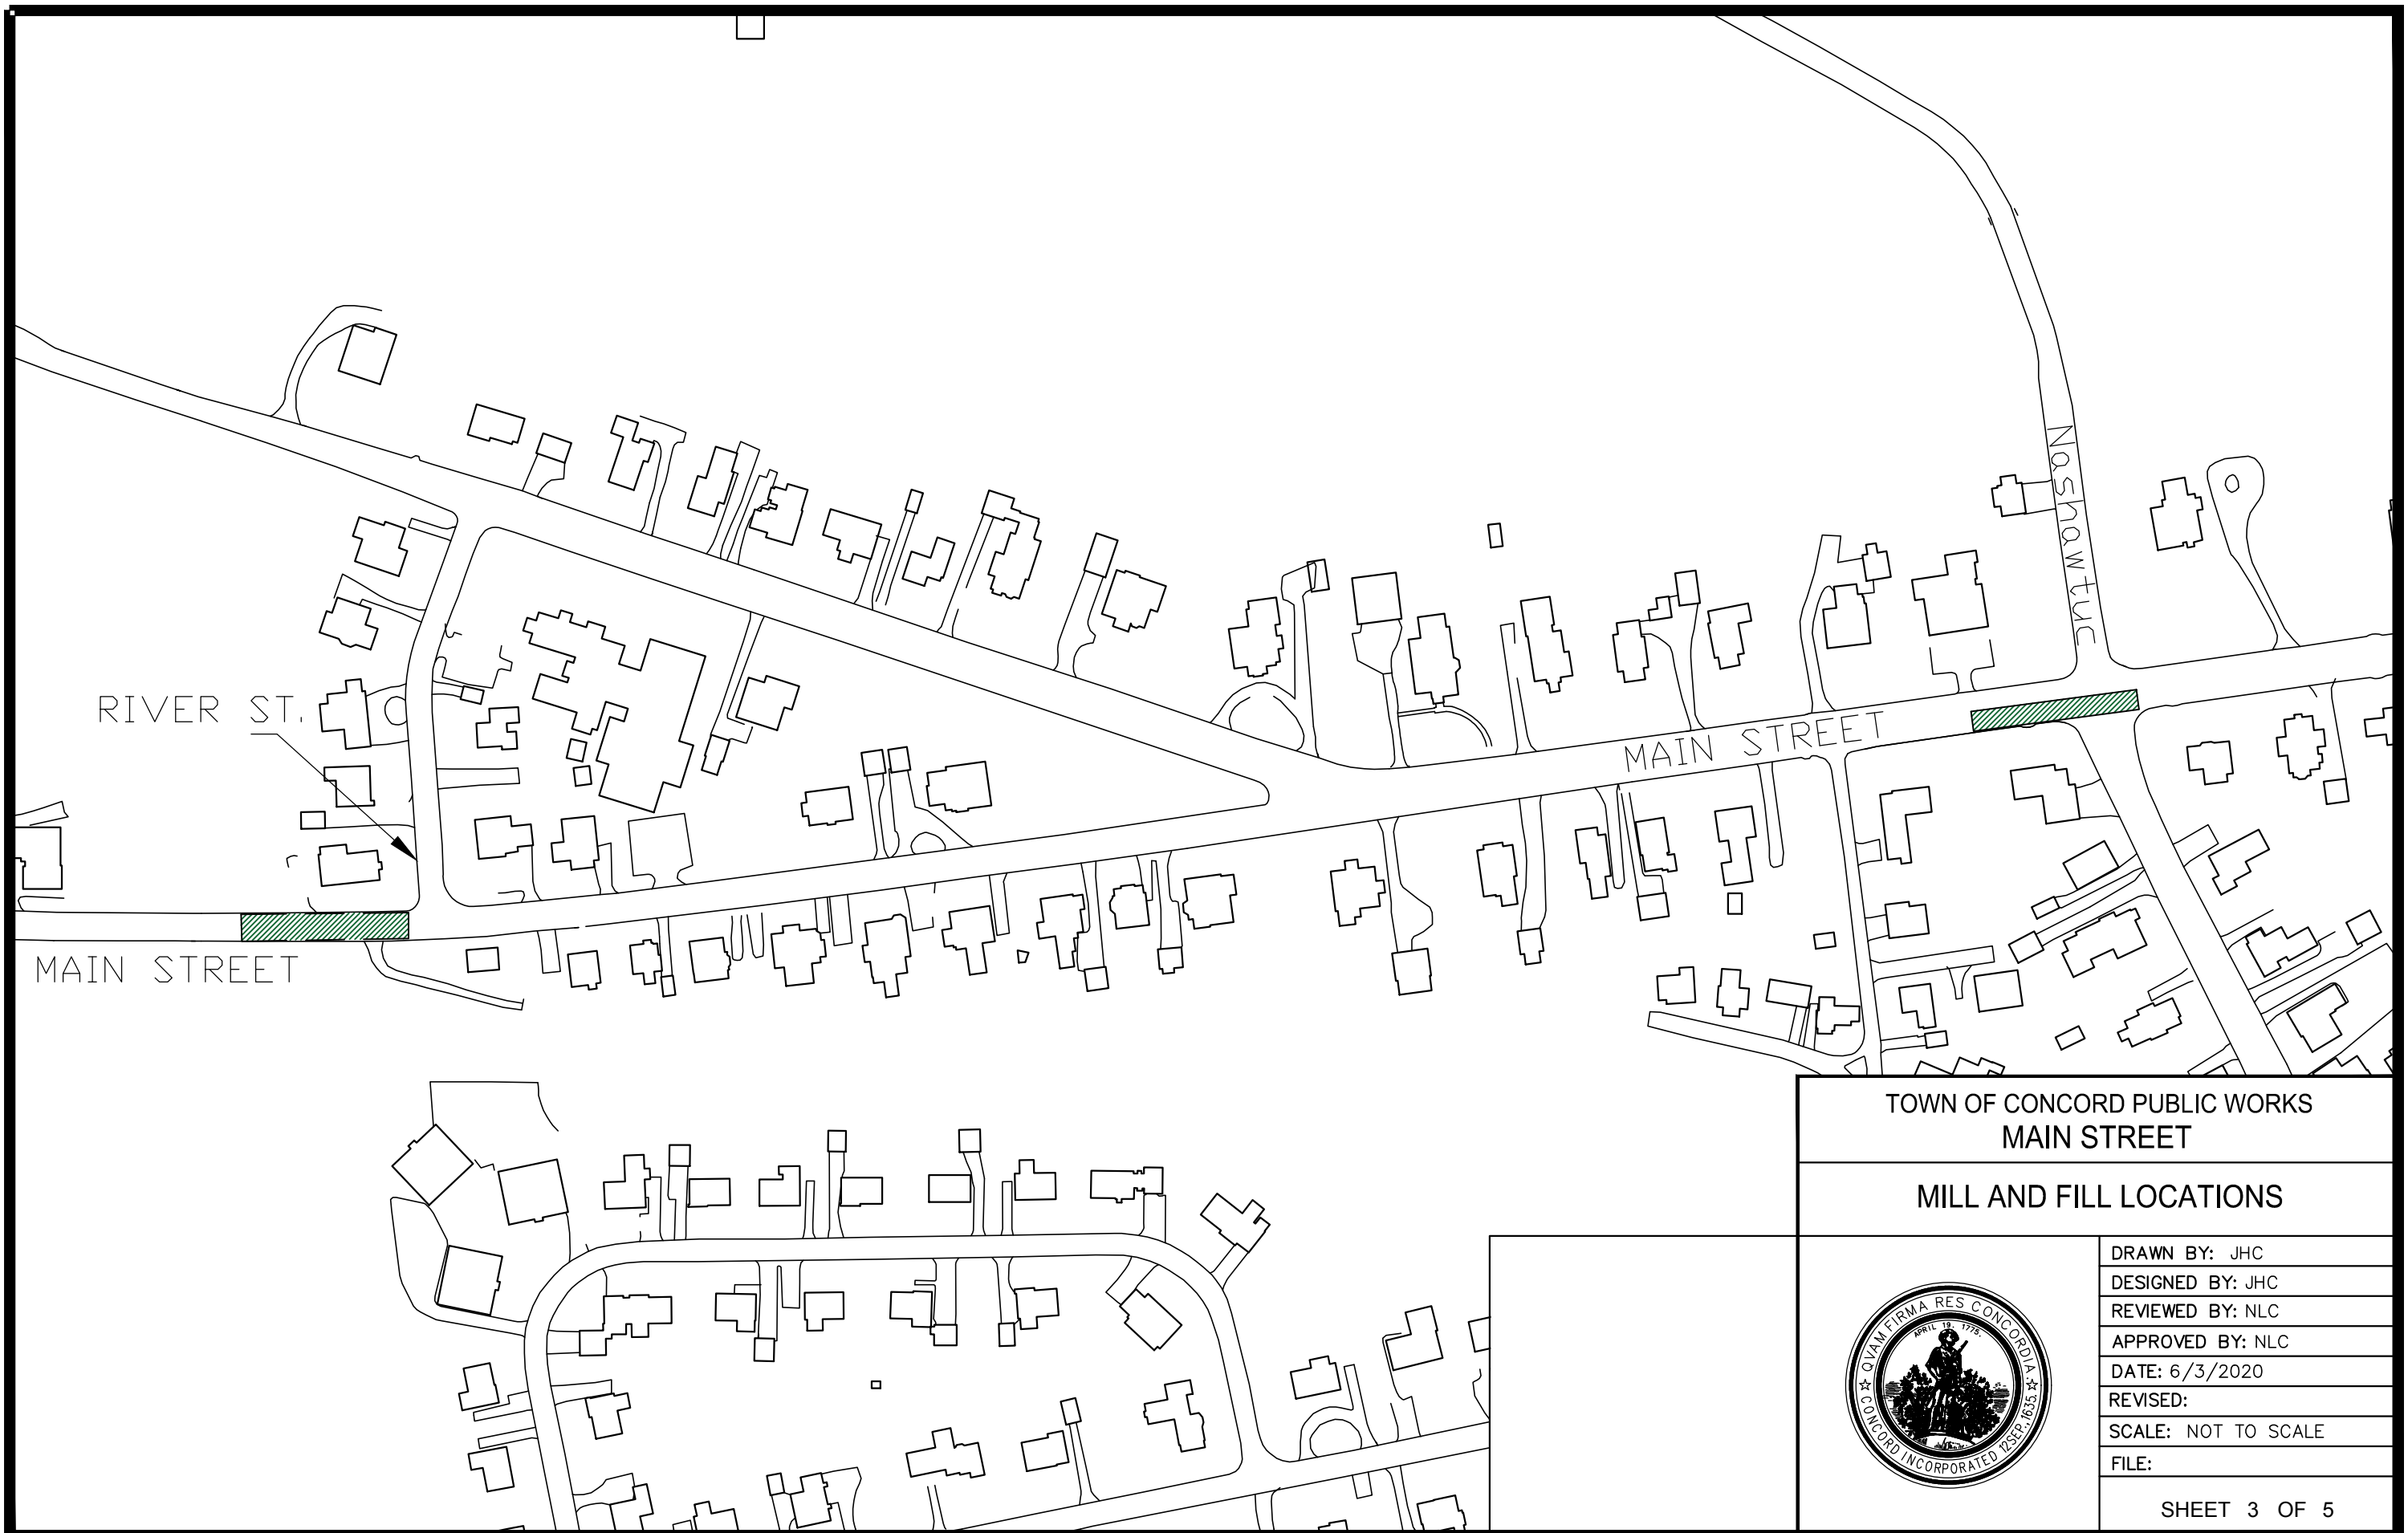 Nashawtuc
RIVER ST.
MAIN STREET
MAIN STREET
TOWN OF CONCORD PUBLIC WORKS
MAIN STREET
MILL AND FILL LOCATIONS
QVAM FIRMA RES CONCORDIA
APRIL 19, 1775.
CONCORD INCORPORATED 12SEP., 1635.
DRAWN BY: JHC
DESIGNED BY: JHC
REVIEWED BY: NLC
APPROVED BY: NLC
DATE: 6/3/2020
REVISED:
SCALE: NOT TO SCALE
FILE:
SHEET 3 OF 5